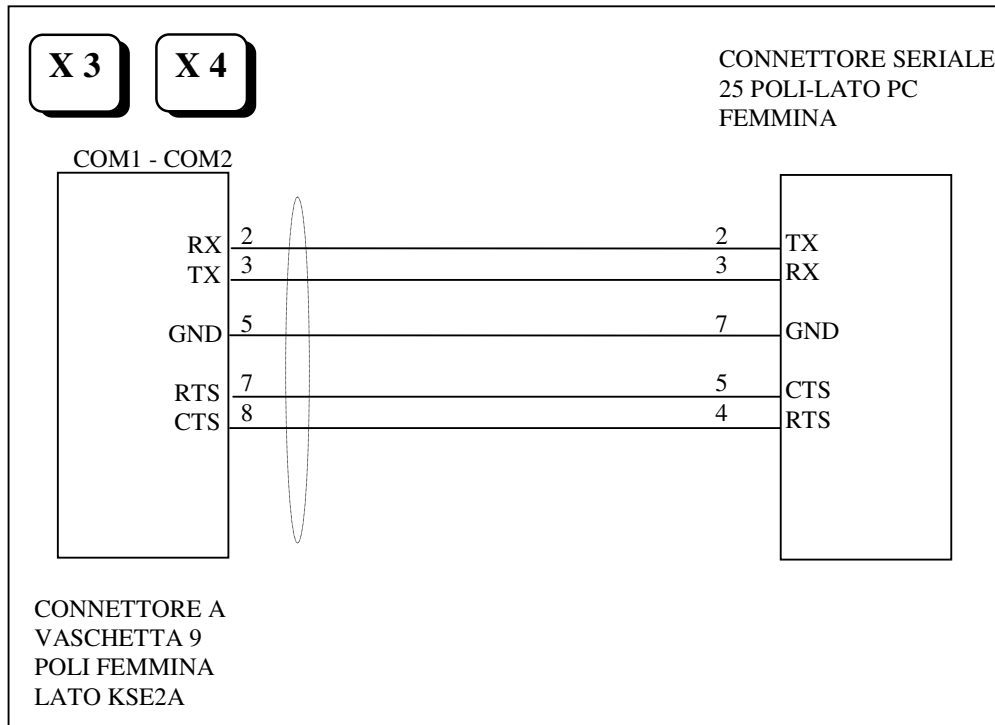 X 3 X 4
CONNETTORE SERIALE
25 POLI-LATO PC
FEMMINA
COM1 - COM2
RX 2 2 TX
TX 3 3 RX
GND 5 7 GND
RTS 7 5 CTS
CTS 8 4 RTS
CONNETTORE A
VASCHETTA 9
POLI FEMMINA
LATO KSE2A